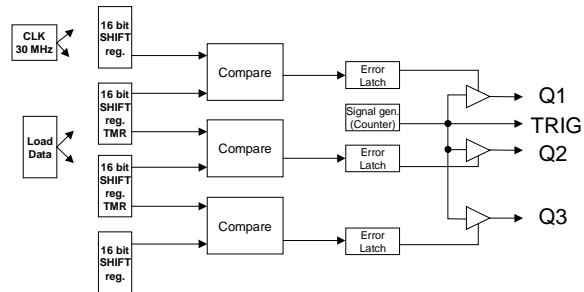 CLK
30 MHz
16 bit
SHIFT
reg.
Compare
Error
Latch
Q1
16 bit
SHIFT
reg.
TMR
Signal gen.
(Counter)
TRIG
Load
Data
Compare
Error
Latch
Q2
16 bit
SHIFT
reg.
TMR
Compare
Error
Latch
Q3
16 bit
SHIFT
reg.